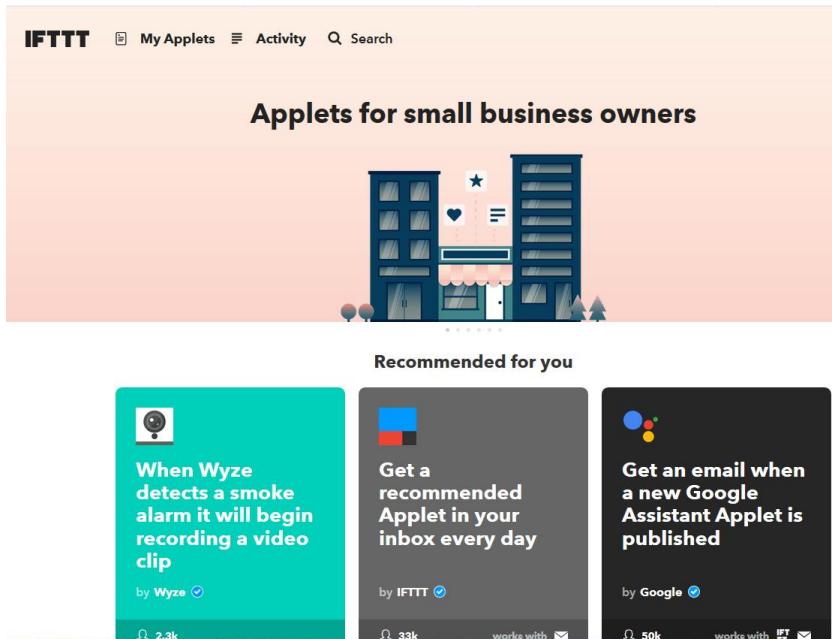 IFTTT My Applets Activity Search
Applets for small business owners
Recommended for you
When Wyze
detects a smoke
alarm it will begin
recording a video
clip
by Wyze
2.3k
Get a
recommended
Applet in your
inbox every day
by IFTTT
33k works with
Get an email when
a new Google
Assistant Applet is
published
by Google
50k works with IFT